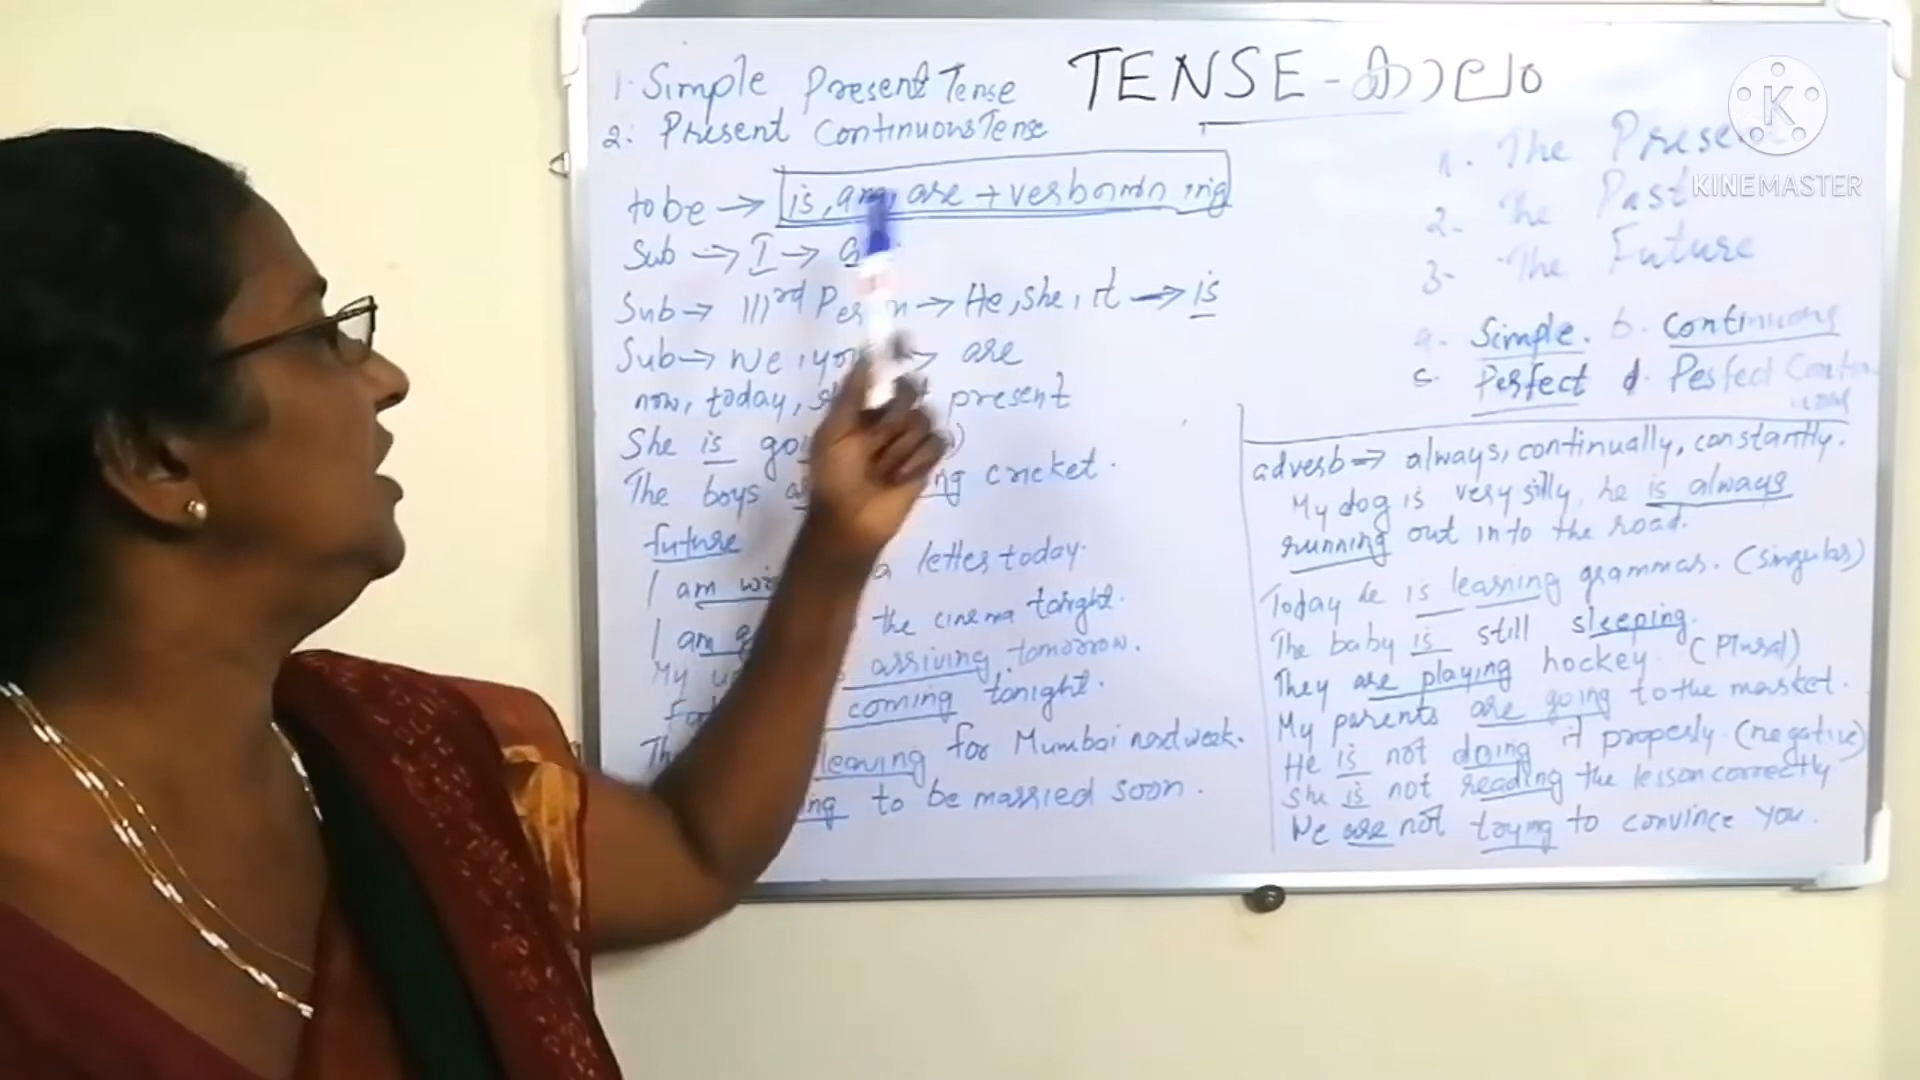 TENSE - കാലം
1. Simple Present Tense
2. Present Continuous Tense
to be → is, am, are + verb ing
Sub → I →
Sub → IIIrd Person → He, she, it → is
Sub → We, you → are
now, today, present
She is
The boys cricket.
future
I am a letter today.
I am the cinema tonight.
My arriving tomorrow.
coming tonight.
leaving for Mumbai next week.
to be married soon.
1. The Present
2. The Past
3. The Future
a. Simple. b. Continuous
c. Perfect d. Perfect Continuous
adverb → always, continually, constantly.
My dog is very silly, he is always
running out into the road.
Today he is learning grammar. (singular)
The baby is still sleeping.
They are playing hockey. (Plural)
My parents are going to the market.
He is not doing it properly. (negative)
She is not reading the lesson correctly
We are not trying to convince you.
K
KINEMASTER